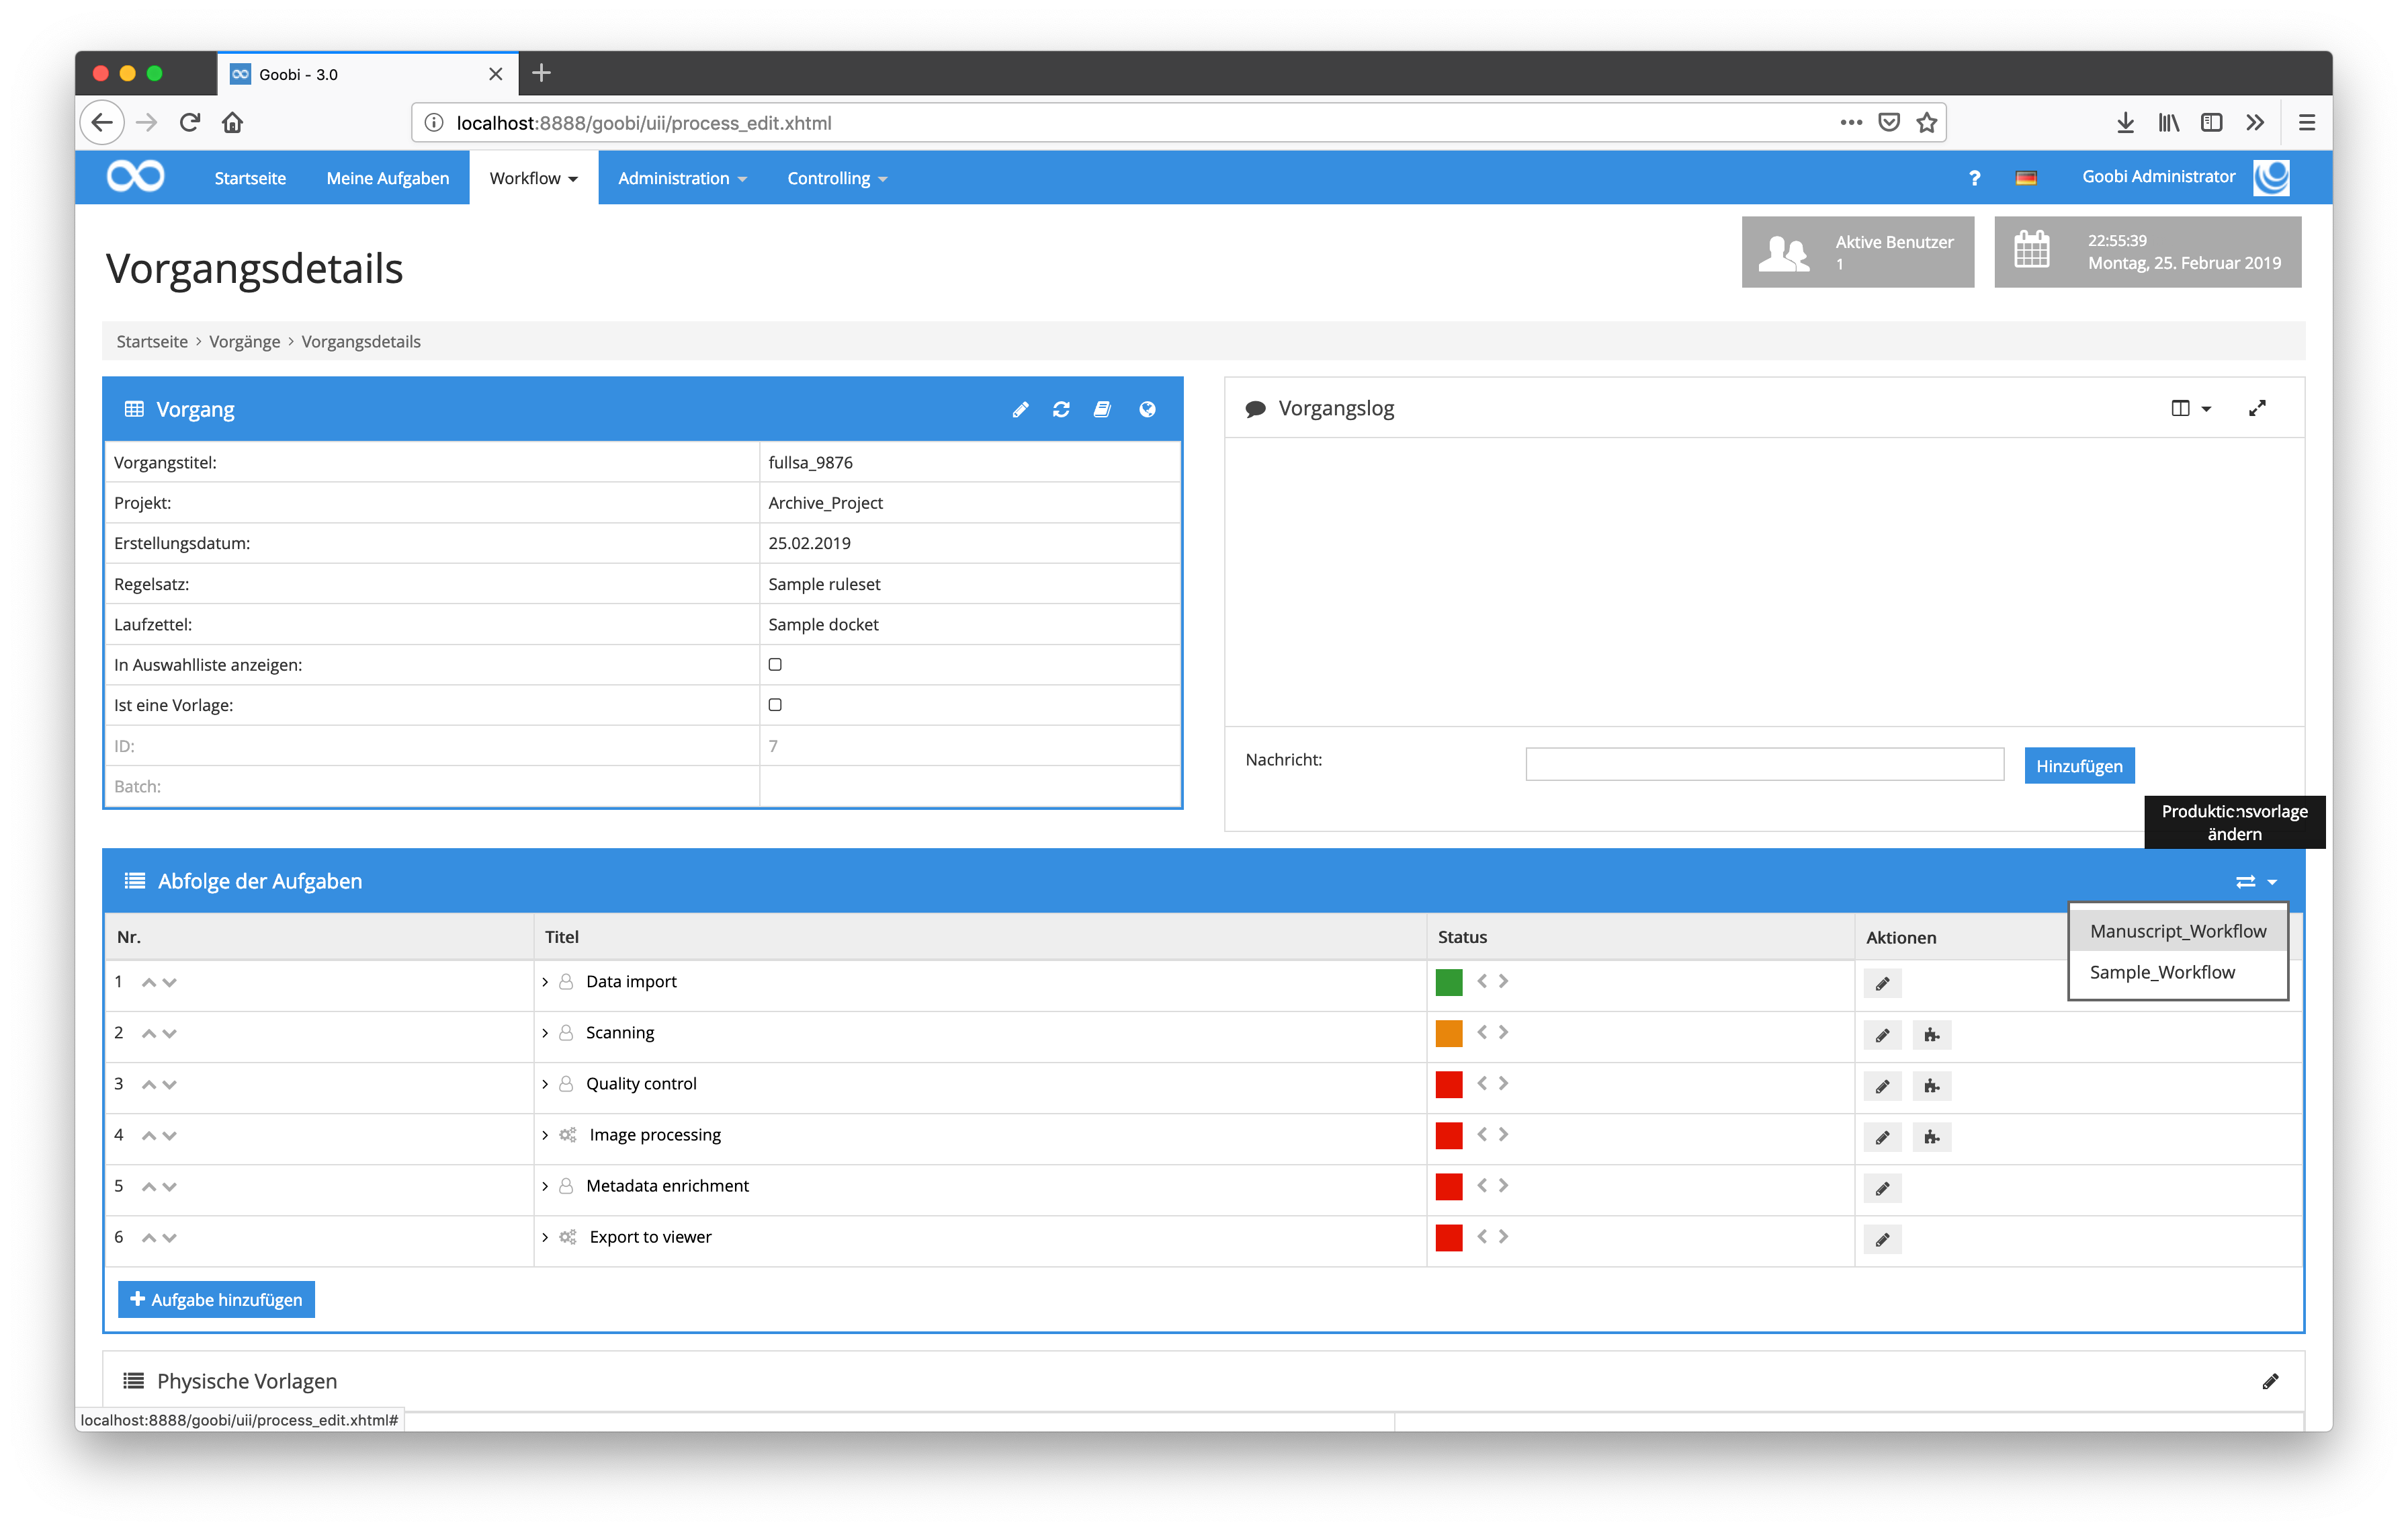 Goobi - 3.0
localhost:8888/goobi/uii/process_edit.xhtml
Startseite Meine Aufgaben Workflow Administration Controlling ? Goobi Administrator
Vorgangsdetails
Aktive Benutzer
1
22:55:39
Montag, 25. Februar 2019
Startseite > Vorgänge > Vorgangsdetails
Vorgang
Vorgangstitel: fullsa_9876
Projekt: Archive_Project
Erstellungsdatum: 25.02.2019
Regelsatz: Sample ruleset
Laufzettel: Sample docket
In Auswahlliste anzeigen:
Ist eine Vorlage:
ID: 7
Batch:
Vorgangslog
Nachricht: Hinzufügen
Produktionsvorlage
ändern
Abfolge der Aufgaben
Manuscript_Workflow
Sample_Workflow
Nr. Titel Status Aktionen
1 Data import
2 Scanning
3 Quality control
4 Image processing
5 Metadata enrichment
6 Export to viewer
Aufgabe hinzufügen
Physische Vorlagen
localhost:8888/goobi/uii/process_edit.xhtml#